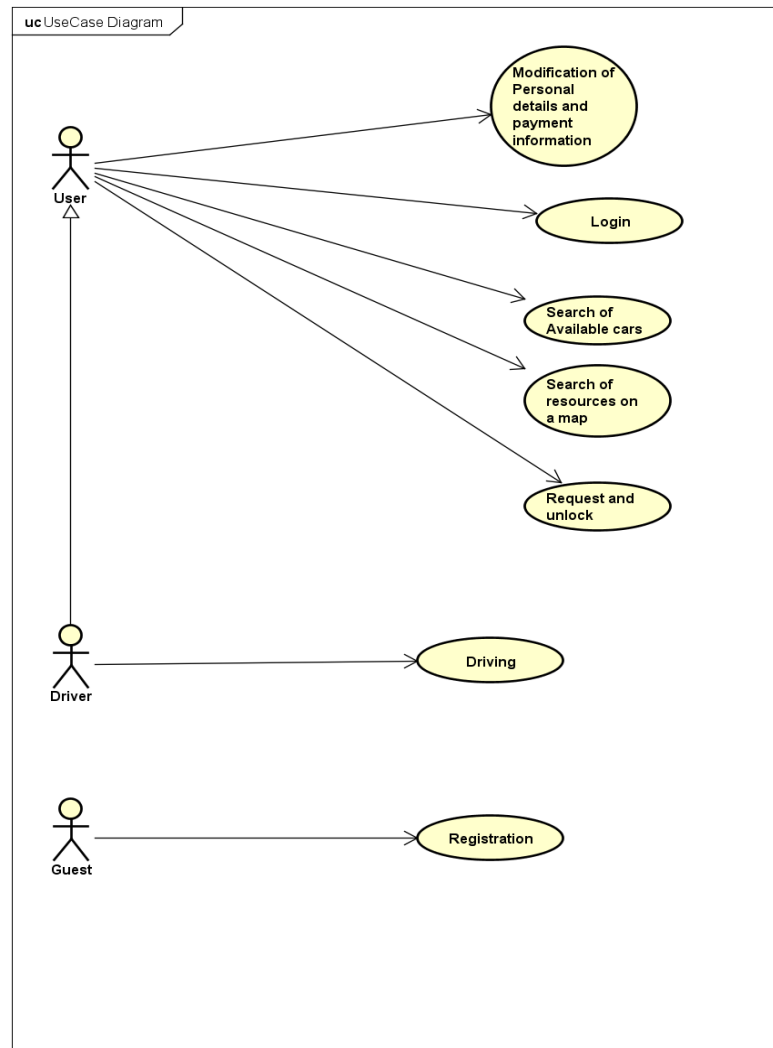 uc UseCase Diagram
Modification of
Personal
details and
payment
information
User
Login
Search of
Available cars
Search of
resources on
a map
Request and
unlock
Driver
Driving
Guest
Registration